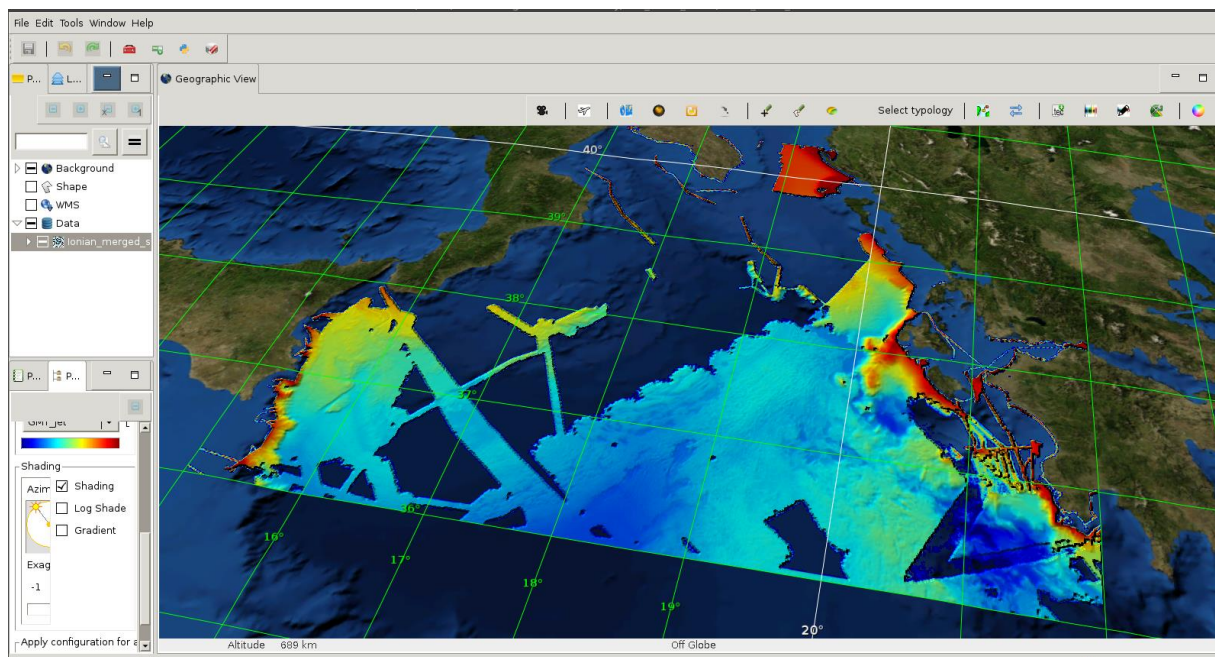 File Edit Tools Window Help
P... L...
Geographic View
Select typology
Background
Shape
WMS
Data
Ionian_merged_s
40°
39°
38°
37°
36°
16°
17°
18°
19°
20°
P... P...
GMT_jet
Shading
Azim
Shading
Log Shade
Gradient
Exag
-1
Apply configuration for a
Altitude 689 km
Off Globe